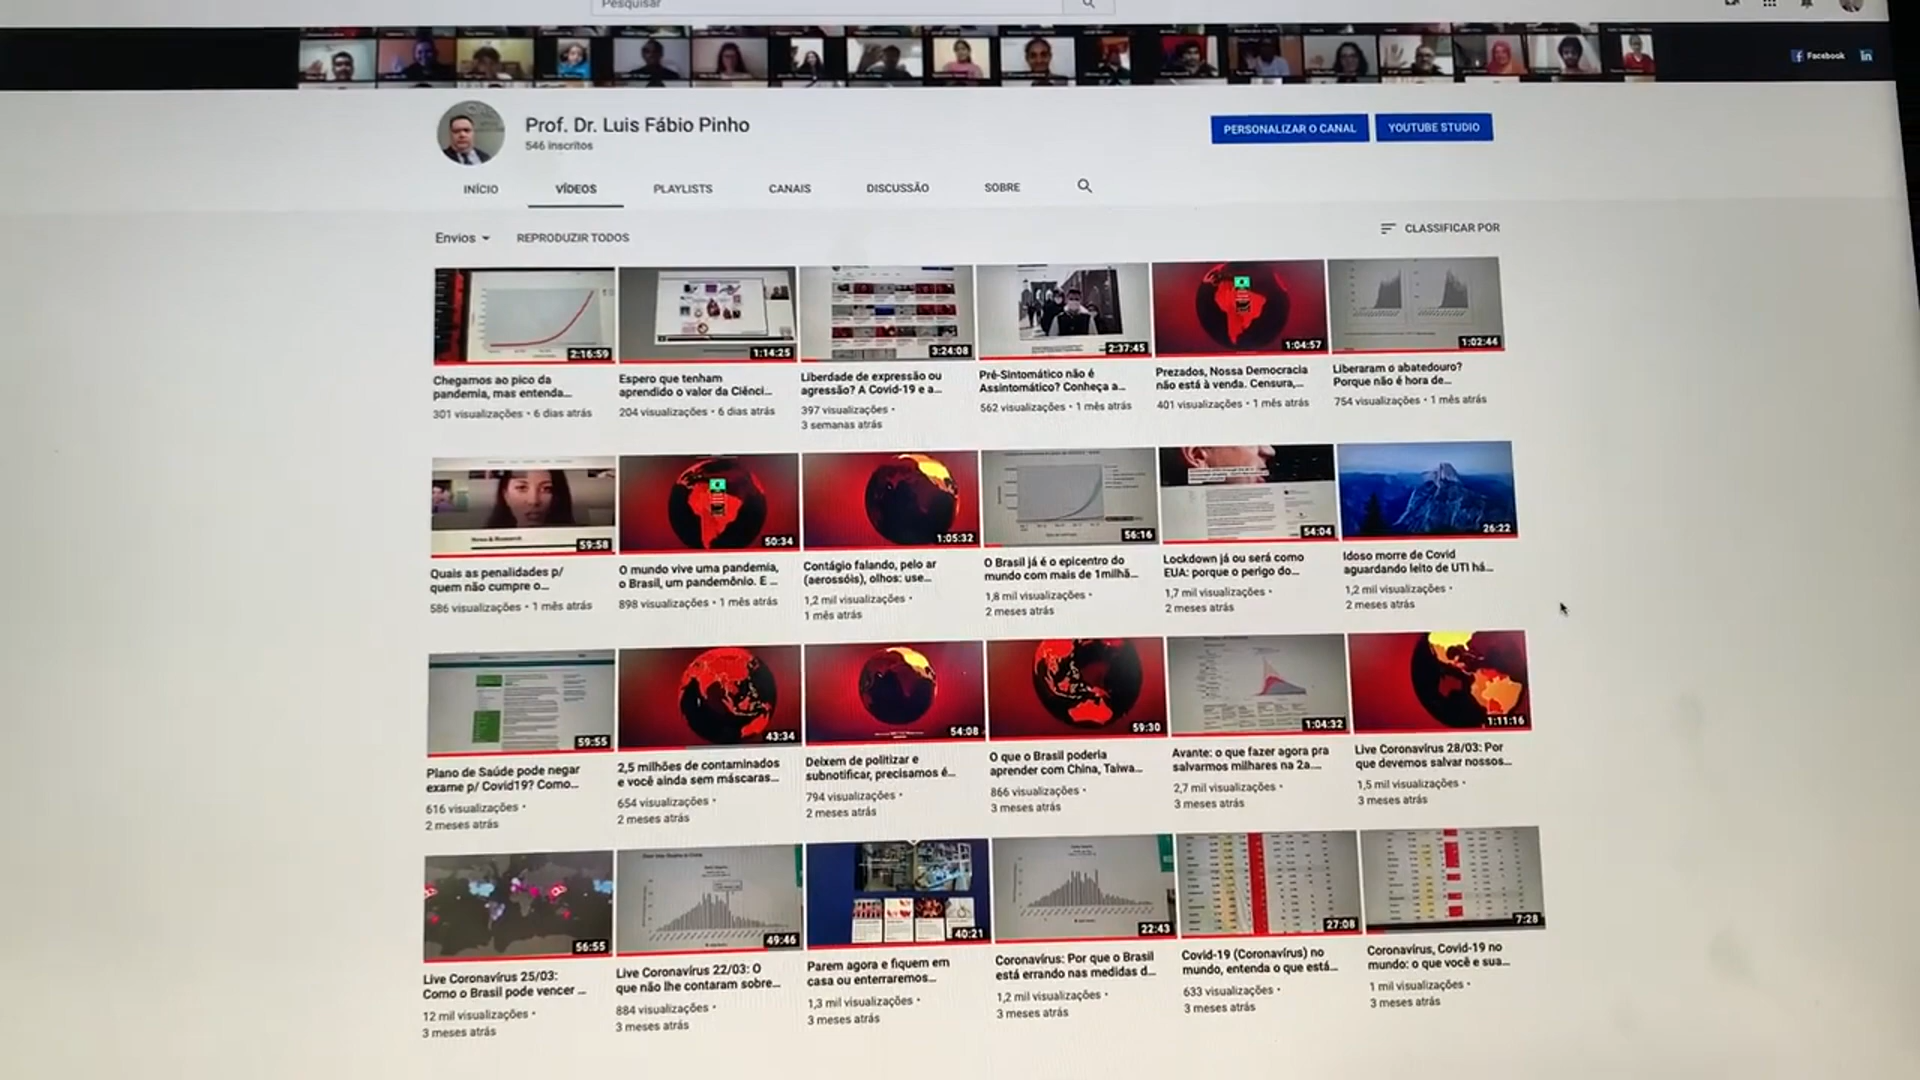 Pesquisar
Facebook
in
Prof. Dr. Luis Fábio Pinho
546 inscritos
PERSONALIZAR O CANAL
YOUTUBE STUDIO
INÍCIO
VÍDEOS
PLAYLISTS
CANAIS
DISCUSSÃO
SOBRE
Envios
REPRODUZIR TODOS
CLASSIFICAR POR
2:16:59
Chegamos ao pico da
pandemia, mas entenda...
301 visualizações • 6 dias atrás
1:14:25
Espero que tenham
aprendido o valor da Ciênci...
204 visualizações • 6 dias atrás
3:24:08
Liberdade de expressão ou
agressão? A Covid-19 e a...
397 visualizações •
3 semanas atrás
2:37:45
Pré-Sintomático não é
Assintomático? Conheça a...
562 visualizações • 1 mês atrás
1:04:57
Prezados, Nossa Democracia
não está à venda. Censura,...
401 visualizações • 1 mês atrás
1:02:44
Liberaram o abatedouro?
Porque não é hora de...
754 visualizações • 1 mês atrás
News & Research
59:58
Quais as penalidades p/
quem não cumpre o...
586 visualizações • 1 mês atrás
50:34
O mundo vive uma pandemia,
o Brasil, um pandemônio. E ...
898 visualizações • 1 mês atrás
1:05:32
Contágio falando, pelo ar
(aerossóis), olhos: use...
1,2 mil visualizações •
1 mês atrás
56:16
O Brasil já é o epicentro do
mundo com mais de 1milhã...
1,8 mil visualizações •
2 meses atrás
54:04
Lockdown já ou será como
EUA: porque o perigo do...
1,7 mil visualizações •
2 meses atrás
26:22
Idoso morre de Covid
aguardando leito de UTI há...
1,2 mil visualizações •
2 meses atrás
59:55
Plano de Saúde pode negar
exame p/ Covid19? Como...
616 visualizações •
2 meses atrás
43:34
2,5 milhões de contaminados
e você ainda sem máscaras...
654 visualizações •
2 meses atrás
54:08
Deixem de politizar e
subnotificar, precisamos é...
794 visualizações •
2 meses atrás
59:30
O que o Brasil poderia
aprender com China, Taiwa...
866 visualizações •
3 meses atrás
1:04:32
Avante: o que fazer agora pra
salvarmos milhares na 2a....
2,7 mil visualizações •
3 meses atrás
1:11:16
Live Coronavírus 28/03: Por
que devemos salvar nossos...
1,5 mil visualizações •
3 meses atrás
56:55
Live Coronavírus 25/03:
Como o Brasil pode vencer ...
12 mil visualizações •
3 meses atrás
49:46
Live Coronavírus 22/03: O
que não lhe contaram sobre...
884 visualizações •
3 meses atrás
40:21
Parem agora e fiquem em
casa ou enterraremos...
1,3 mil visualizações •
3 meses atrás
22:43
Coronavírus: Por que o Brasil
está errando nas medidas d...
1,2 mil visualizações •
3 meses atrás
27:08
Covid-19 (Coronavírus) no
mundo, entenda o que está...
633 visualizações •
3 meses atrás
7:28
Coronavírus, Covid-19 no
mundo: o que você e sua...
1 mil visualizações •
3 meses atrás